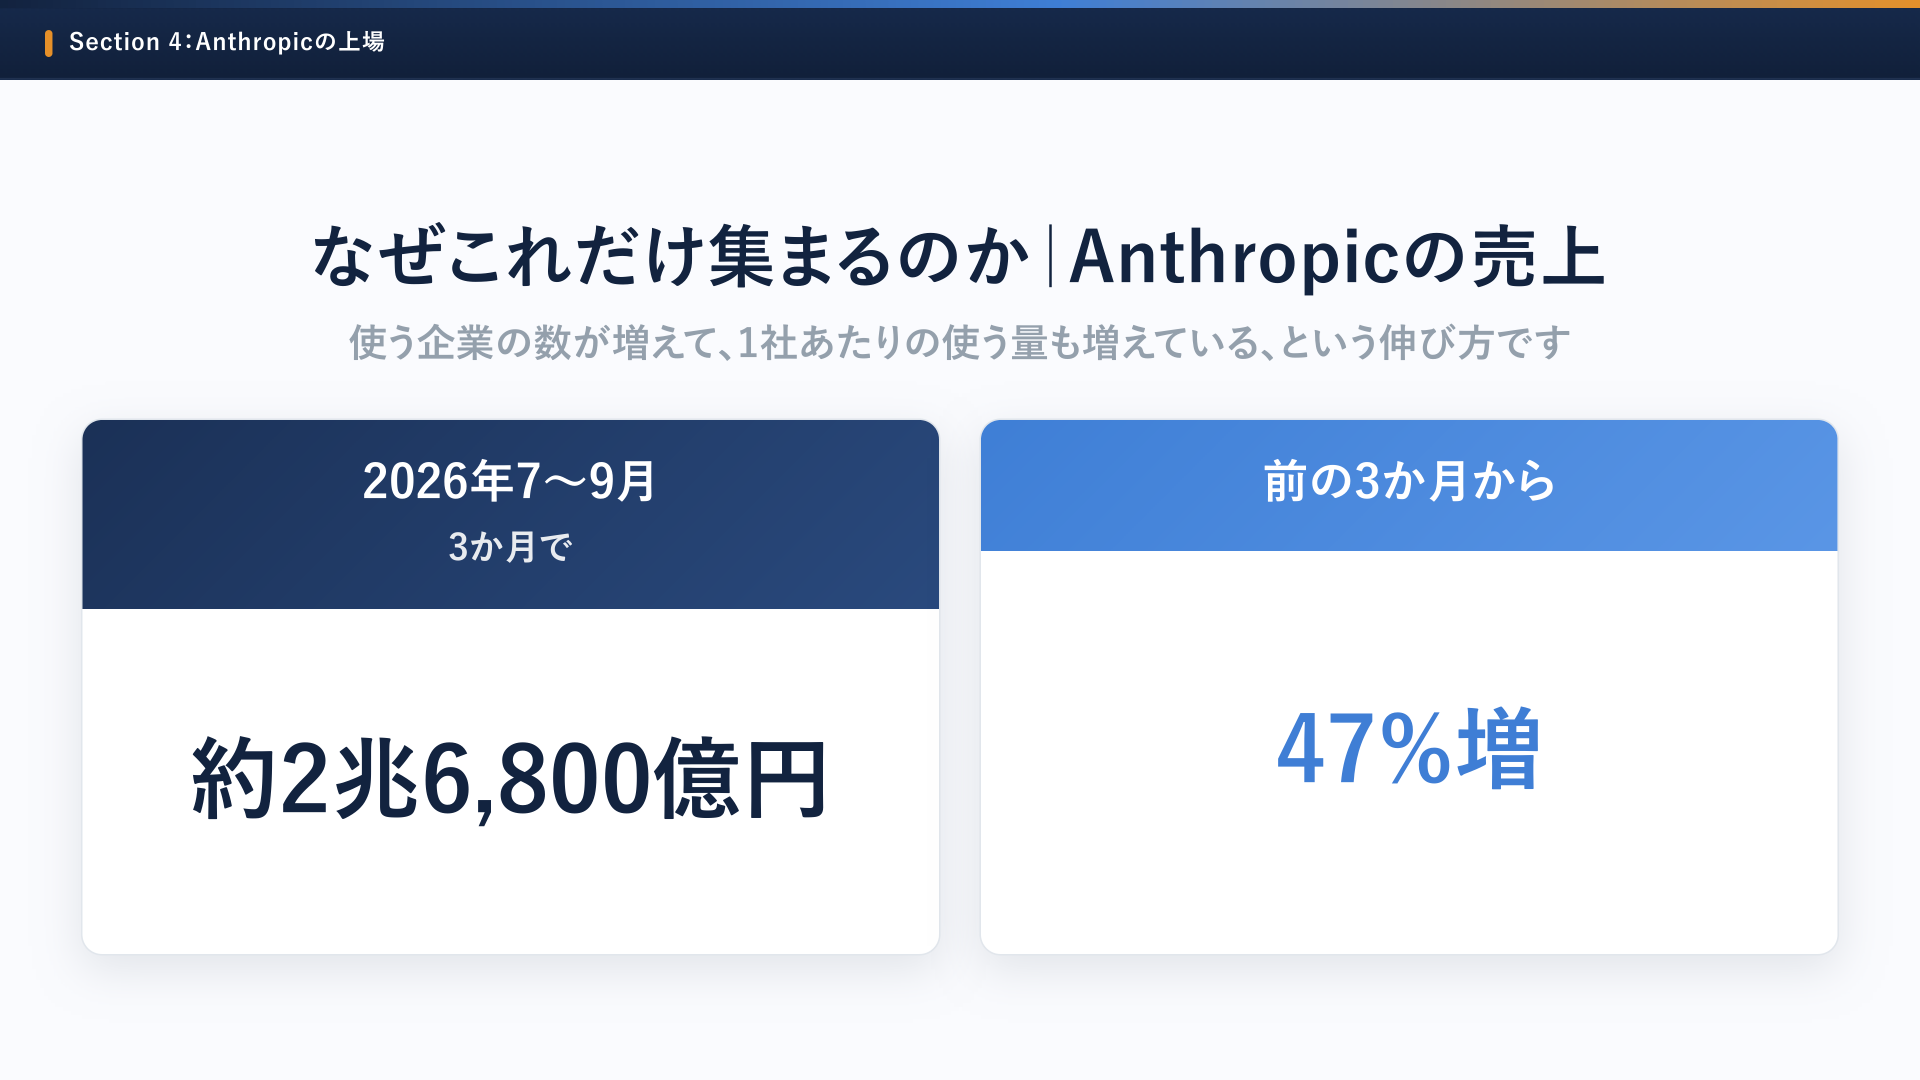 Section 4：Anthropicの上場
なぜこれだけ集まるのか｜Anthropicの売上
使う企業の数が増えて、1社あたりの使う量も増えている、という伸び方です
2026年7〜9月
3か月で
約2兆6,800億円
前の3か月から
47%増